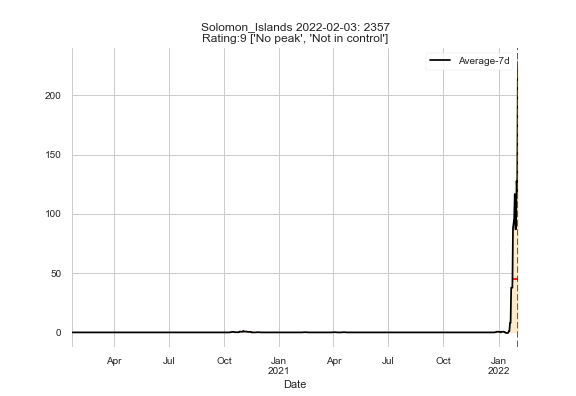 Solomon_Islands 2022-02-03: 2357
Rating:9 ['No peak', 'Not in control']
Average-7d
200
150
100
50
0
Apr Jul Oct Jan Apr Jul Oct Jan
2021 2022
Date